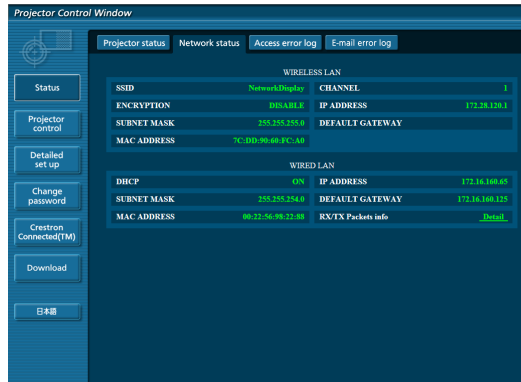 Projector Control Window
Projector status
Network status
Access error log
E-mail error log
Status
Projector
control
Detailed
set up
Change
password
Crestron
Connected(TM)
Download
日本語
WIRELESS LAN
SSID NetworkDisplay CHANNEL 1
ENCRYPTION DISABLE IP ADDRESS 172.28.120.1
SUBNET MASK 255.255.255.0 DEFAULT GATEWAY
MAC ADDRESS 7C:DD:90:60:FC:A0
WIRED LAN
DHCP ON IP ADDRESS 172.16.160.65
SUBNET MASK 255.255.254.0 DEFAULT GATEWAY 172.16.160.125
MAC ADDRESS 00:22:56:98:22:88 RX/TX Packets info Detail